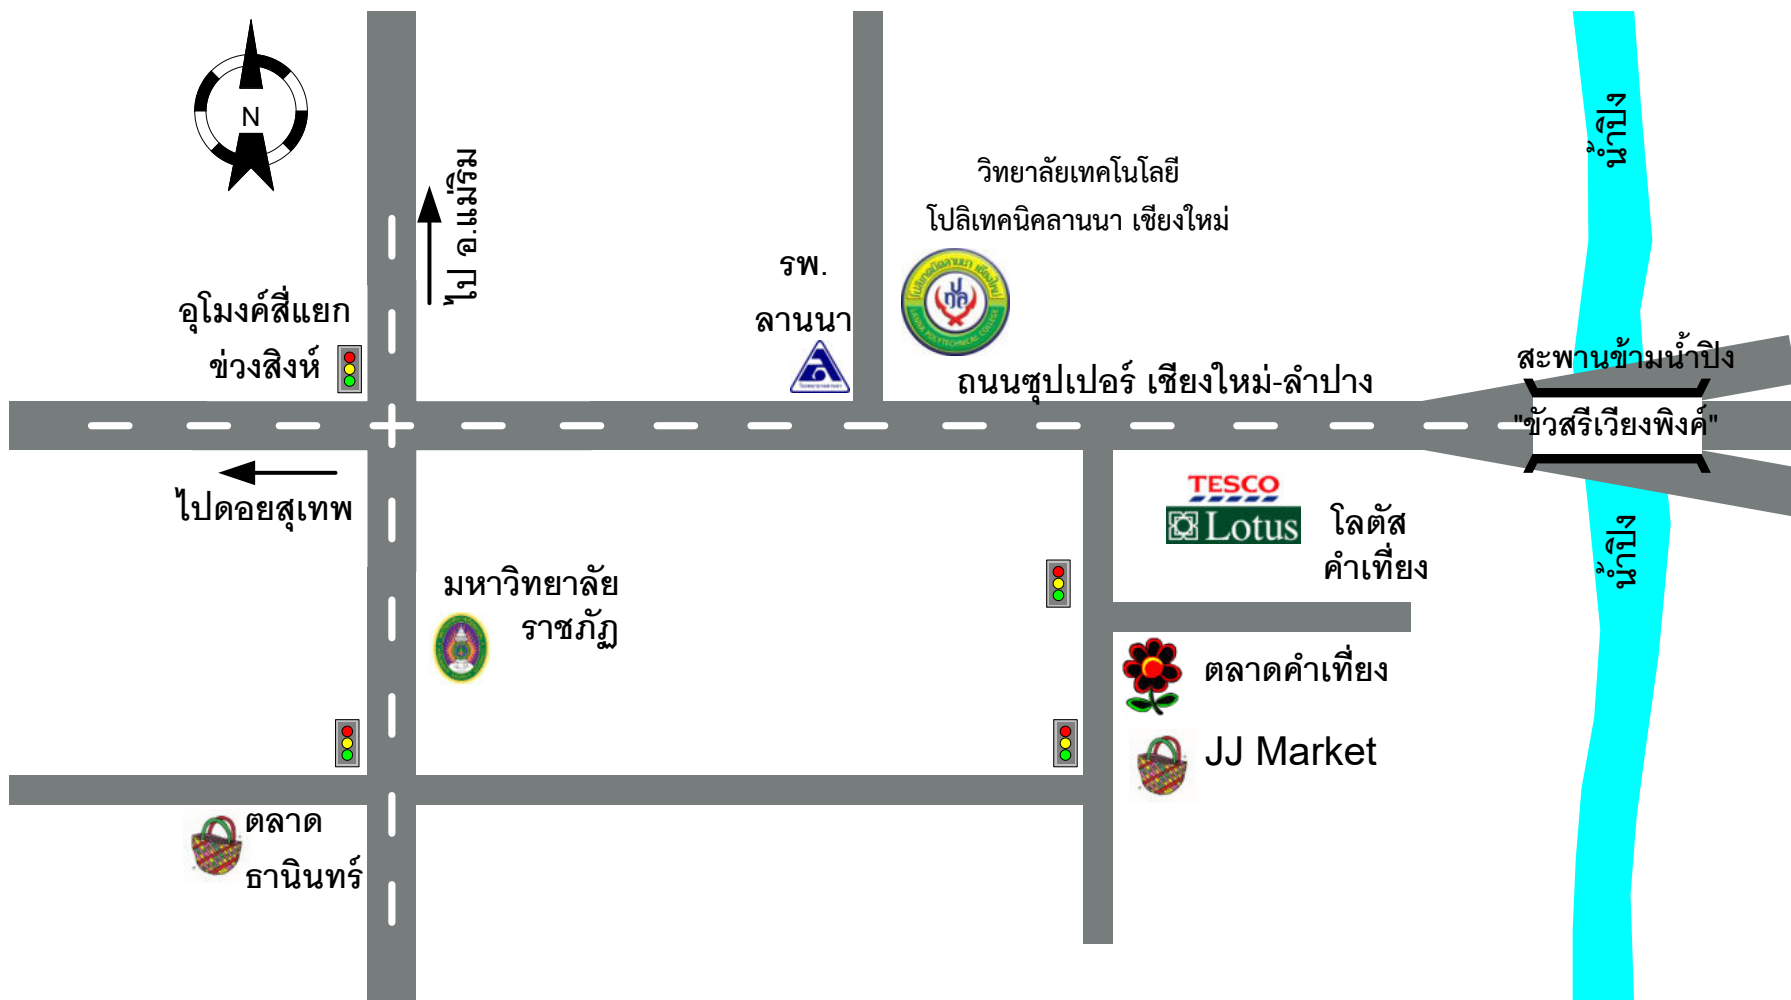 N
น้ำปิง
ไป อ.แม่ริม
วิทยาลัยเทคโนโลยี
โปลิเทคนิคลานนา เชียงใหม่
รพ.
ลานนา
อุโมงค์สี่แยก
ข่วงสิงห์
ถนนซุปเปอร์ เชียงใหม่-ลำปาง
สะพานข้ามน้ำปิง
"ขัวสรีเวียงพิงค์"
ไปดอยสุเทพ
TESCO
Lotus
โลตัส
คำเที่ยง
น้ำปิง
มหาวิทยาลัย
ราชภัฏ
ตลาดคำเที่ยง
JJ Market
ตลาด
ธานินทร์